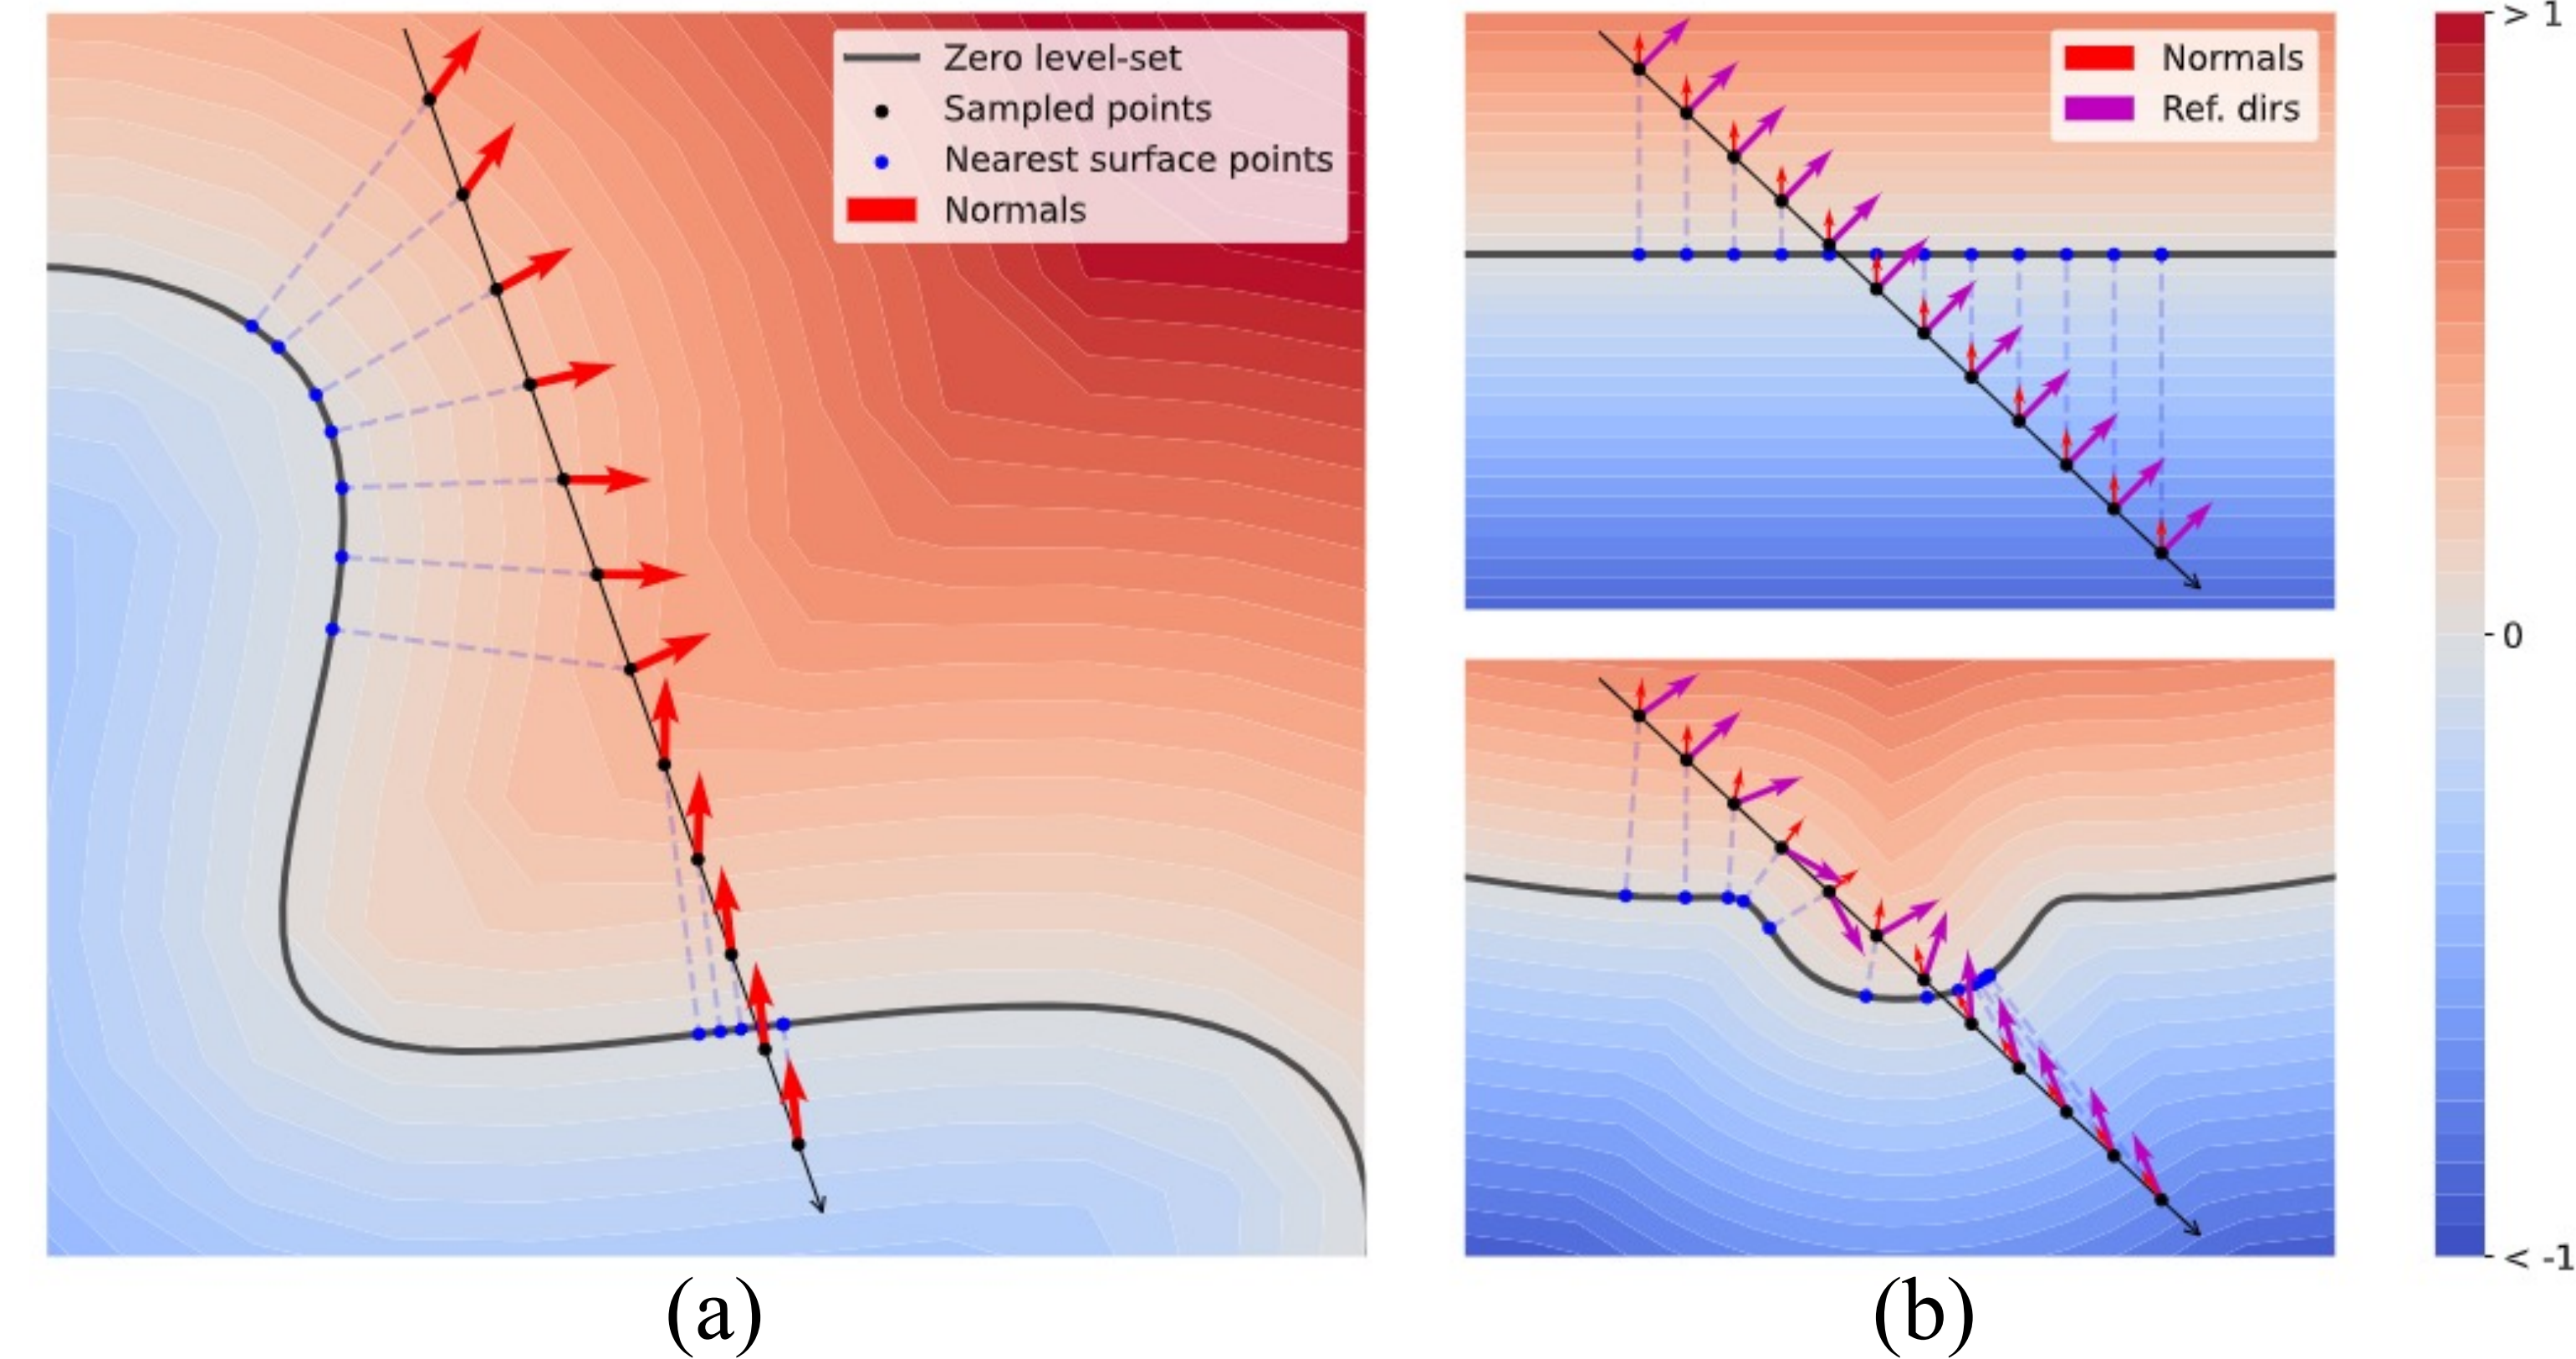 Zero level-set
Sampled points
Nearest surface points
Normals
Normals
Ref. dirs
> 1
0
< -1
(a)
(b)